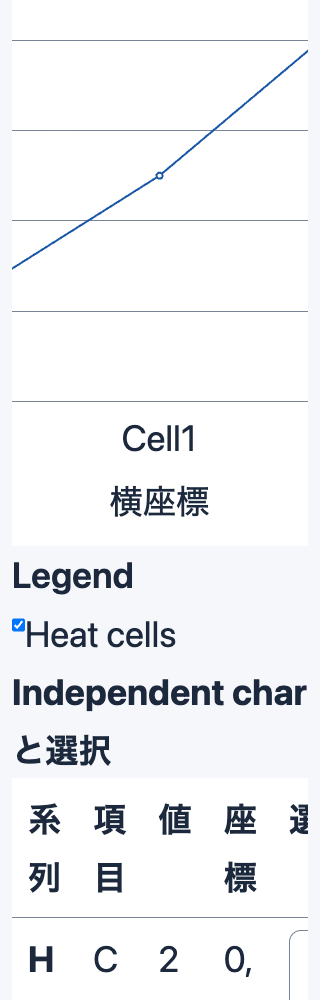 Cell1
横座標
Legend
Heat cells
Independent char
と選択
系 項 値 座
列 目 標
H C 2 0,